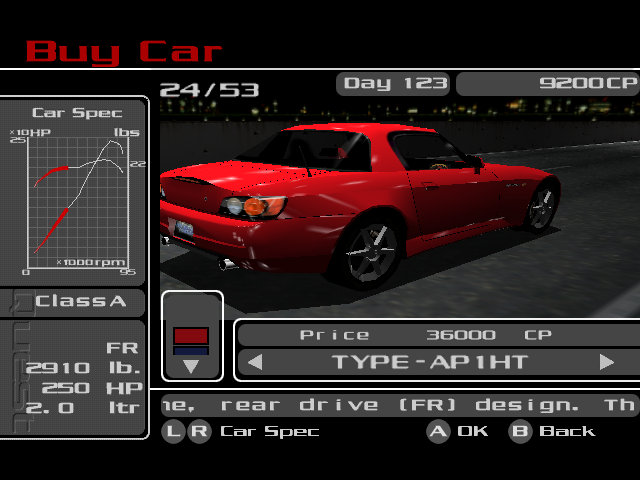 Buy Car
24/53
Day 123
9200CP
Car Spec
×10HP
lbs
25
22
×1000rpm
0
95
ClassA
FR
2910 lb.
250 HP
2.0 ltr
Price 36000 CP
TYPE-AP1HT
ne, rear drive (FR) design. Th
L R Car Spec
A OK B Back